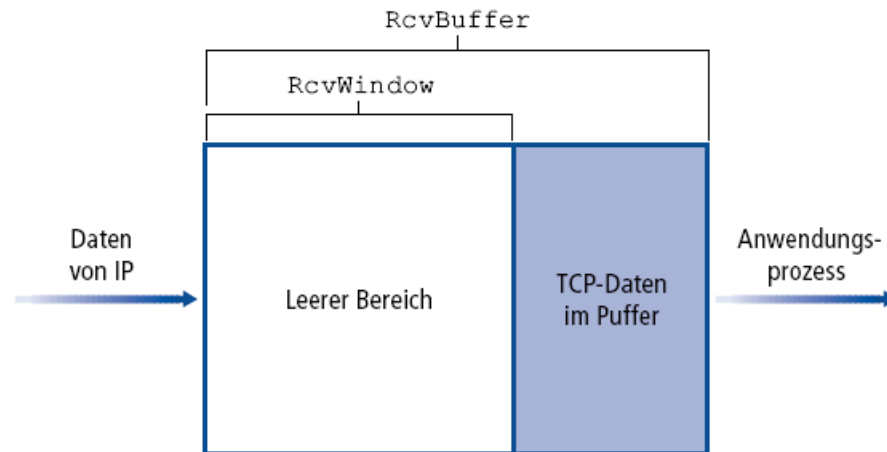 RcvBuffer
RcvWindow
Daten
von IP
Leerer Bereich
TCP-Daten
im Puffer
Anwendungs-
prozess